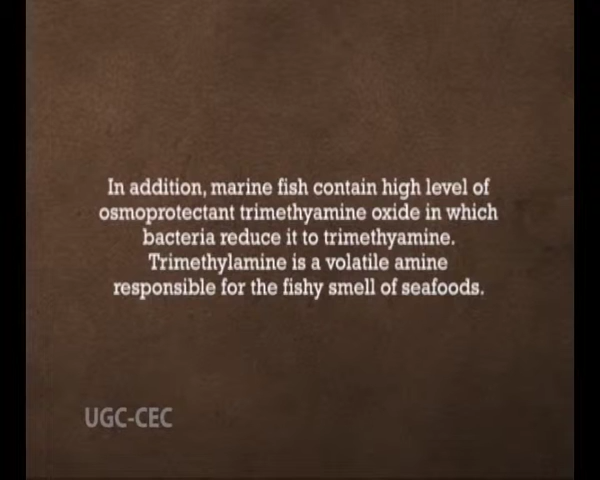 In addition, marine fish contain high level of
osmoprotectant trimethyamine oxide in which
bacteria reduce it to trimethyamine.
Trimethylamine is a volatile amine
responsible for the fishy smell of seafoods.
UGC-CEC